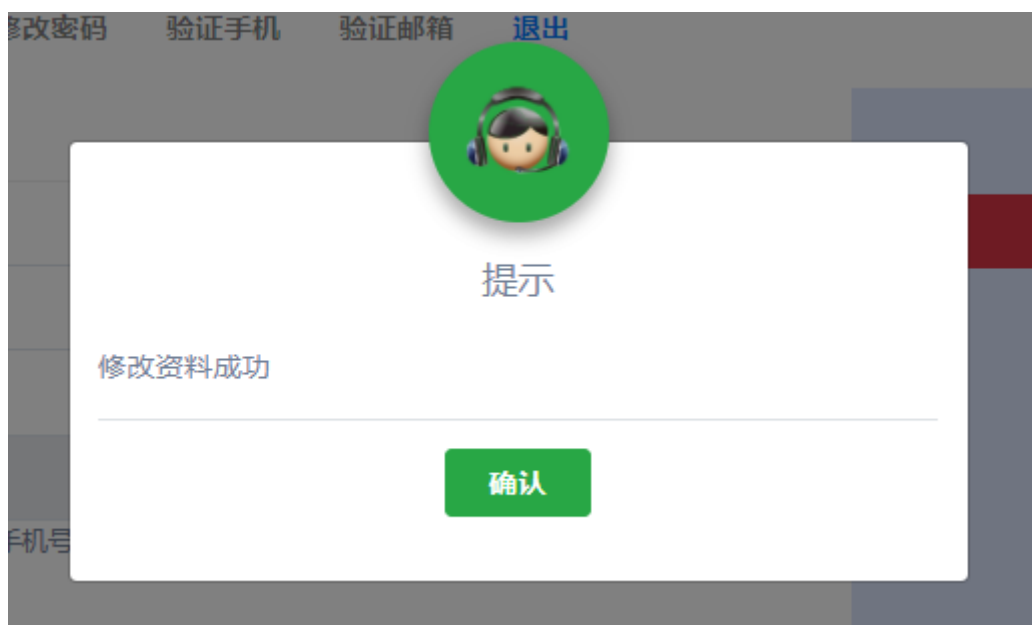 修改密码 验证手机 验证邮箱 退出
提示
修改资料成功
确认
手机号